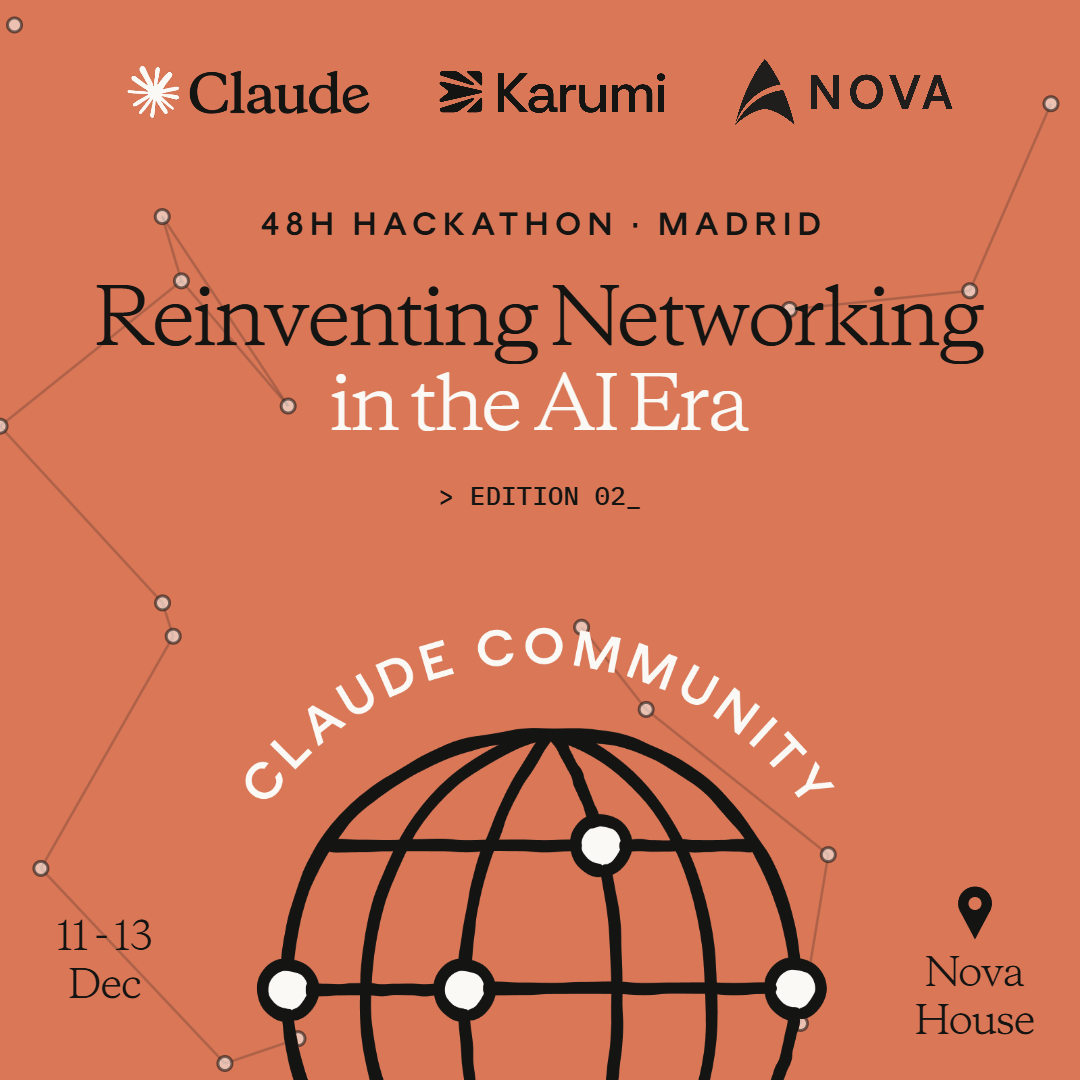 Claude Karumi NOVA
48H HACKATHON · MADRID
Reinventing Networking
in the AI Era
> EDITION 02_
CLAUDE COMMUNITY
11 - 13
Dec
Nova
House